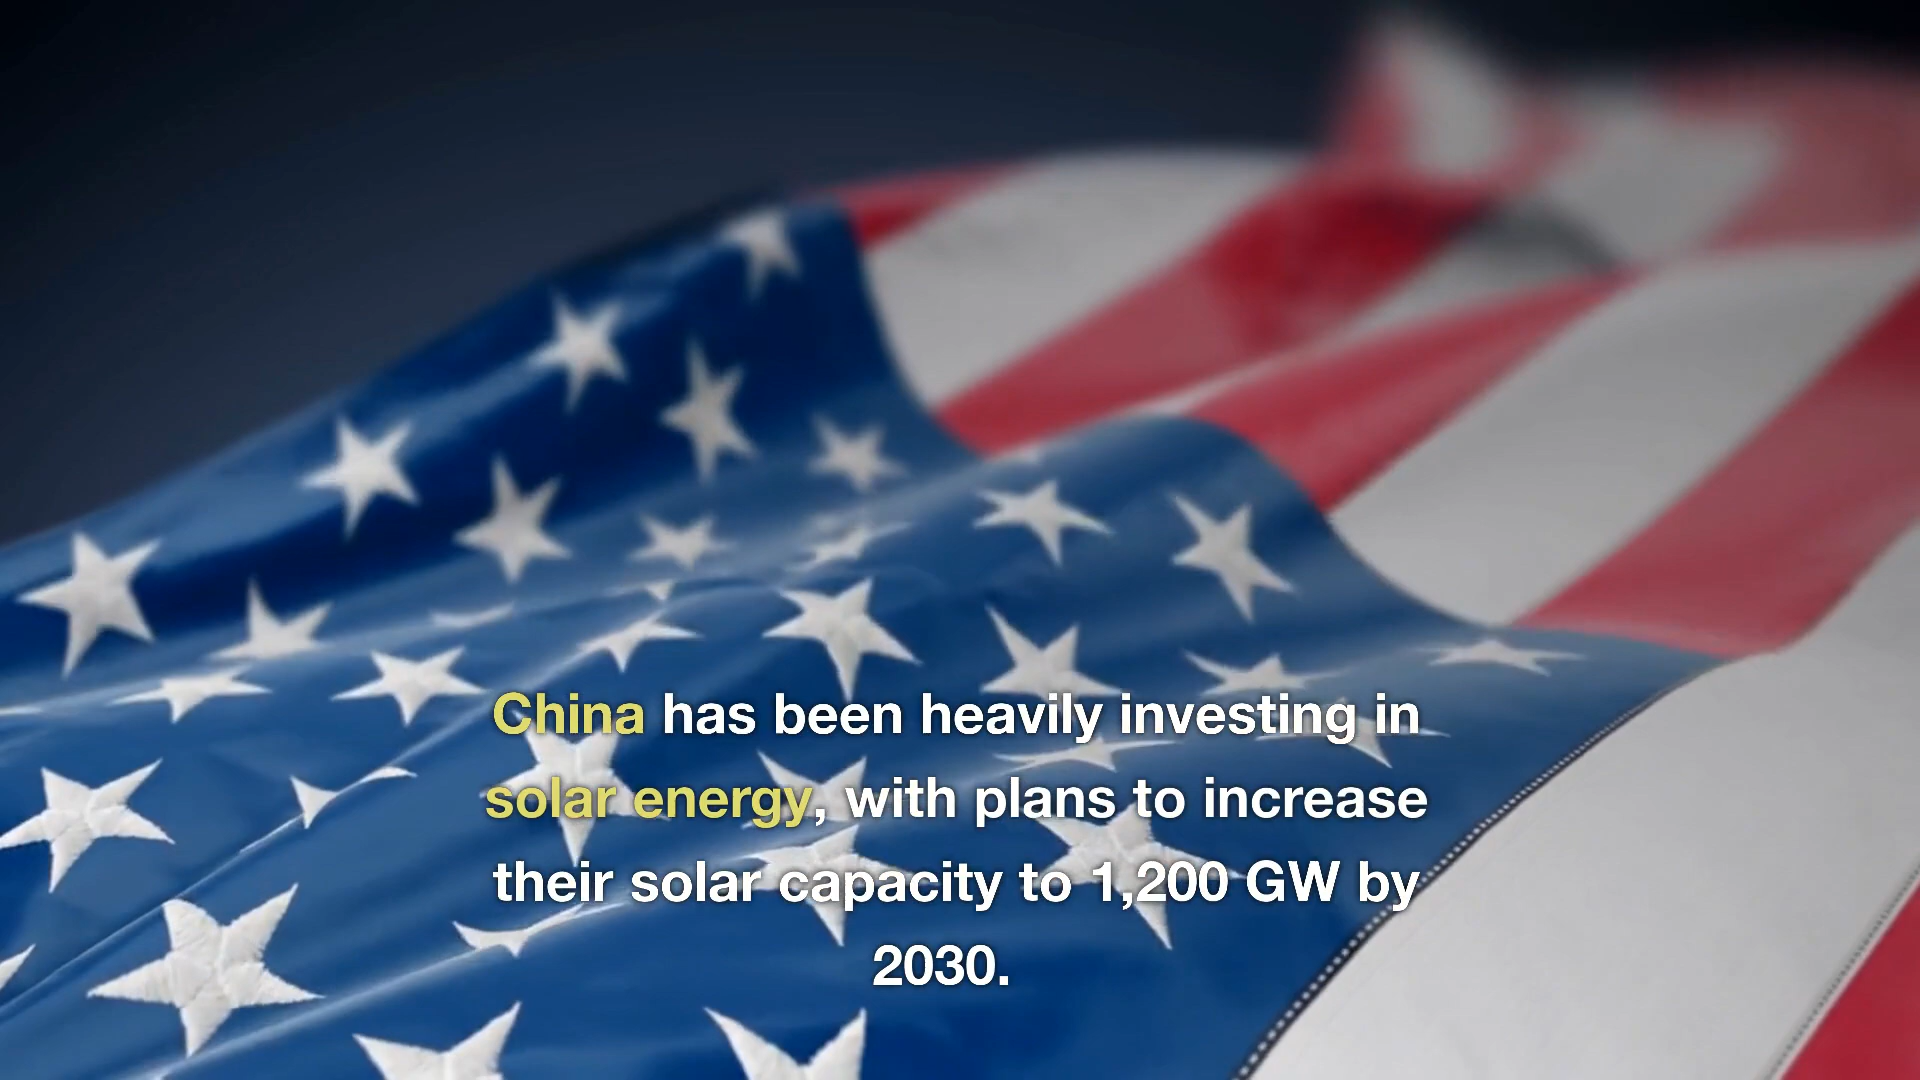 China has been heavily investing in
solar energy, with plans to increase
their solar capacity to 1,200 GW by
2030.